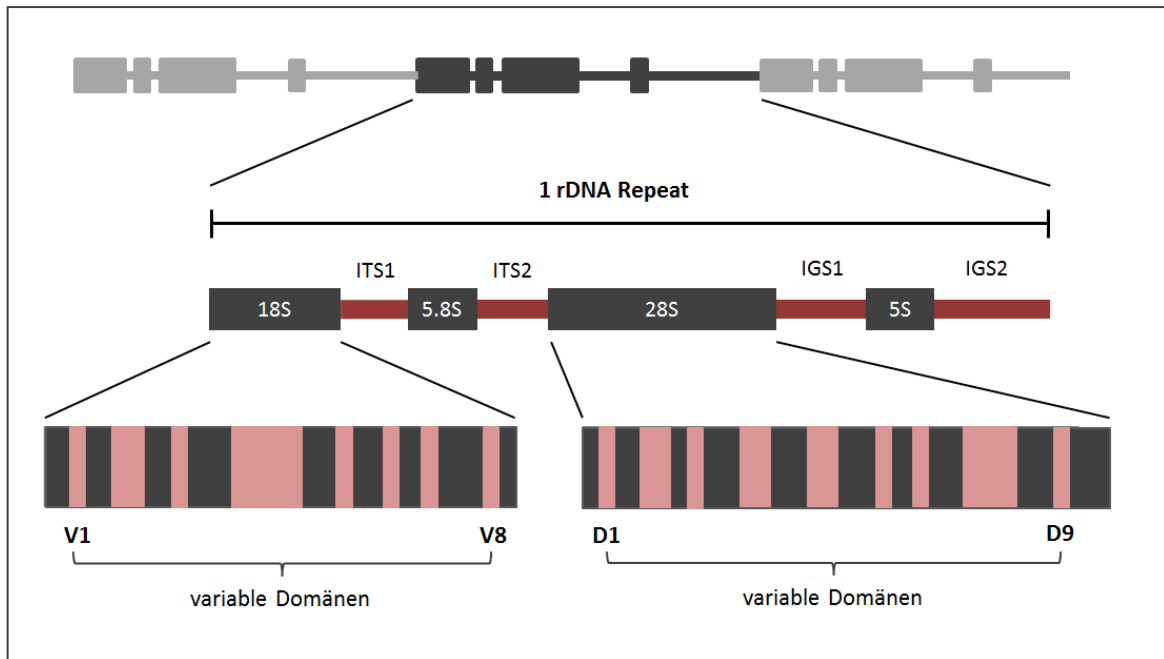 1 rDNA Repeat
ITS1 ITS2 IGS1 IGS2
18S 5.8S 28S 5S
V1 V8 D1 D9
variable Domänen variable Domänen